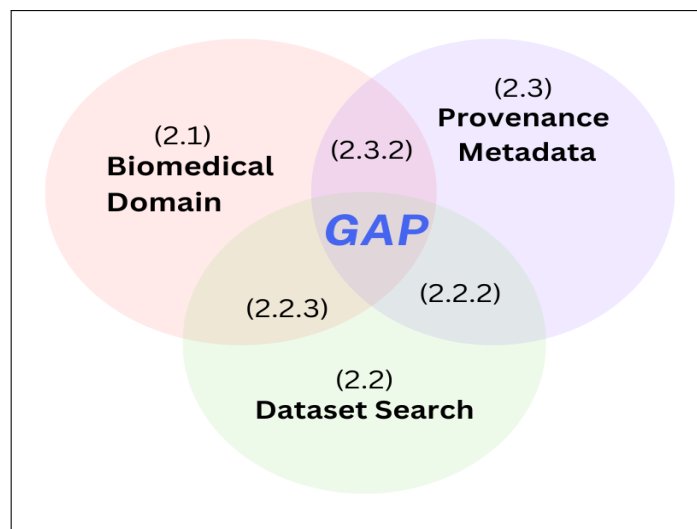 (2.1)
Biomedical
Domain
(2.3)
Provenance
Metadata
(2.3.2)
GAP
(2.2.3)
(2.2.2)
(2.2)
Dataset Search